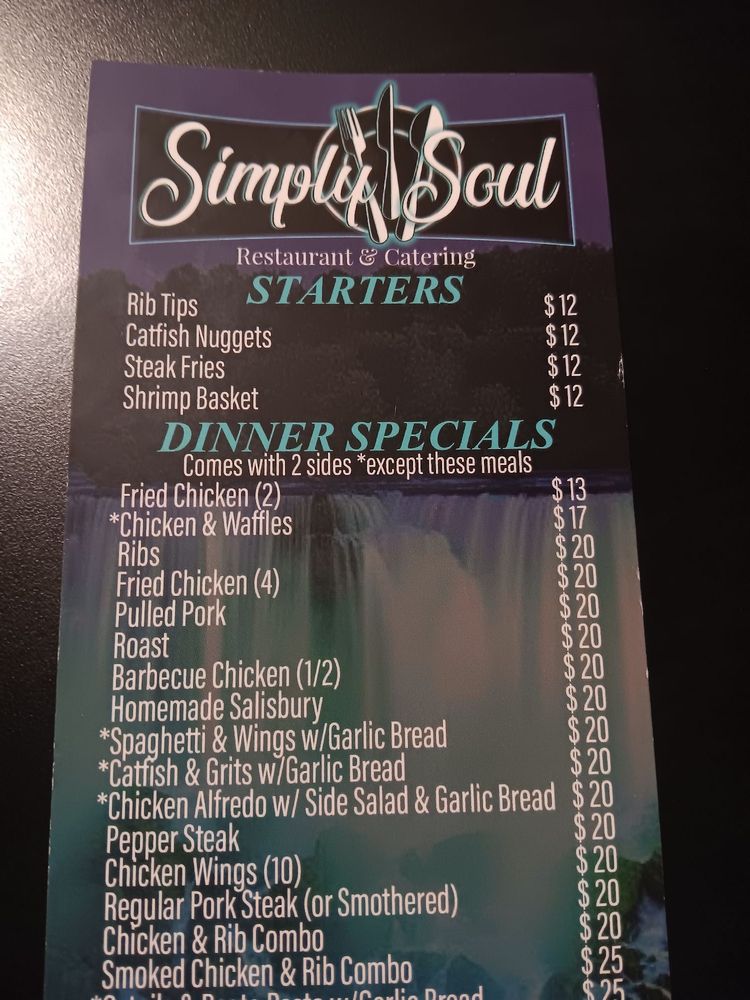 Simply Soul
Restaurant & Catering
STARTERS
Rib Tips $12
Catfish Nuggets $12
Steak Fries $12
Shrimp Basket $12
DINNER SPECIALS
Comes with 2 sides *except these meals
Fried Chicken (2) $13
*Chicken & Waffles $17
Ribs $20
Fried Chicken (4) $20
Pulled Pork $20
Roast $20
Barbecue Chicken (1/2) $20
Homemade Salisbury $20
*Spaghetti & Wings w/Garlic Bread $20
*Catfish & Grits w/Garlic Bread $20
*Chicken Alfredo w/ Side Salad & Garlic Bread $20
Pepper Steak $20
Chicken Wings (10) $20
Regular Pork Steak (or Smothered) $20
Chicken & Rib Combo $20
Smoked Chicken & Rib Combo $25
& Pasta w/Garlic Bread $25